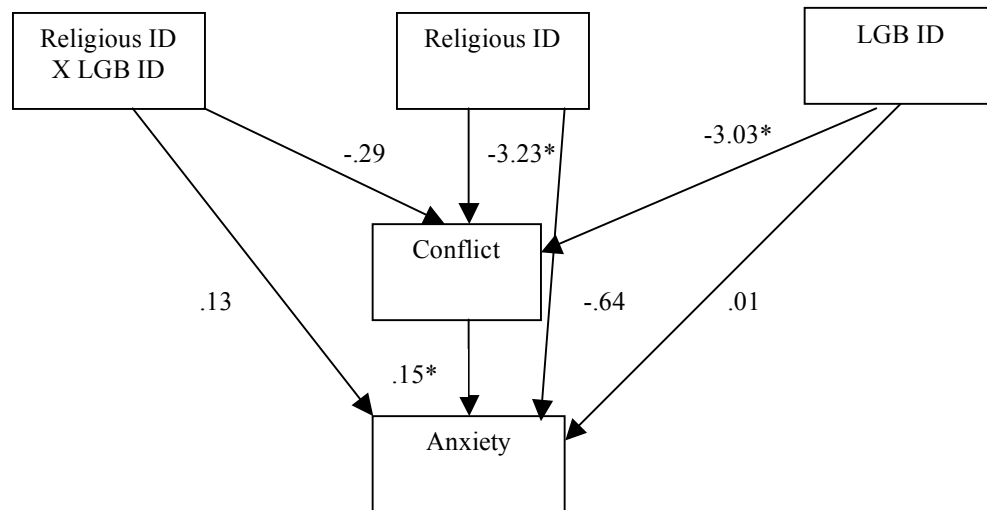 Religious ID
X LGB ID
Religious ID
LGB ID
-.29
-3.23*
-3.03*
Conflict
.13
-.64
.01
.15*
Anxiety